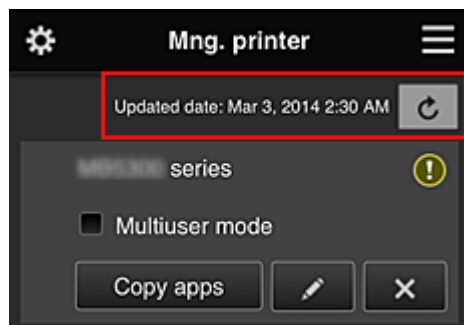 Mng. printer
Updated date: Mar 3, 2014 2:30 AM
series
Multiuser mode
Copy apps